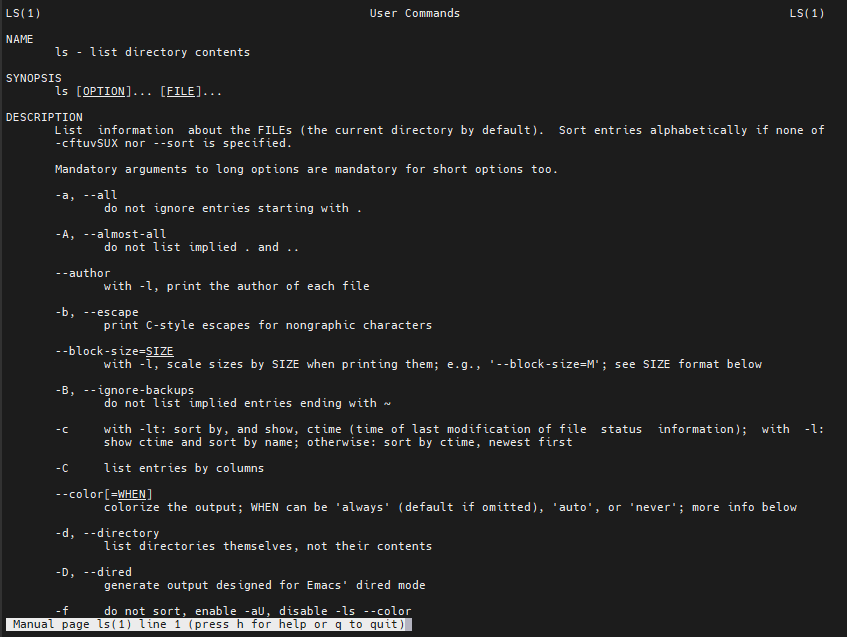 LS(1) User Commands LS(1)
NAME
ls - list directory contents
SYNOPSIS
ls [OPTION]... [FILE]...
DESCRIPTION
List information about the FILEs (the current directory by default). Sort entries alphabetically if none of
-cftuvSUX nor --sort is specified.
Mandatory arguments to long options are mandatory for short options too.
-a, --all
do not ignore entries starting with .
-A, --almost-all
do not list implied . and ..
--author
with -l, print the author of each file
-b, --escape
print C-style escapes for nongraphic characters
--block-size=SIZE
with -l, scale sizes by SIZE when printing them; e.g., '--block-size=M'; see SIZE format below
-B, --ignore-backups
do not list implied entries ending with ~
-c with -lt: sort by, and show, ctime (time of last modification of file status information); with -l:
show ctime and sort by name; otherwise: sort by ctime, newest first
-C list entries by columns
--color[=WHEN]
colorize the output; WHEN can be 'always' (default if omitted), 'auto', or 'never'; more info below
-d, --directory
list directories themselves, not their contents
-D, --dired
generate output designed for Emacs' dired mode
-f do not sort, enable -aU, disable -ls --color
Manual page ls(1) line 1 (press h for help or q to quit)